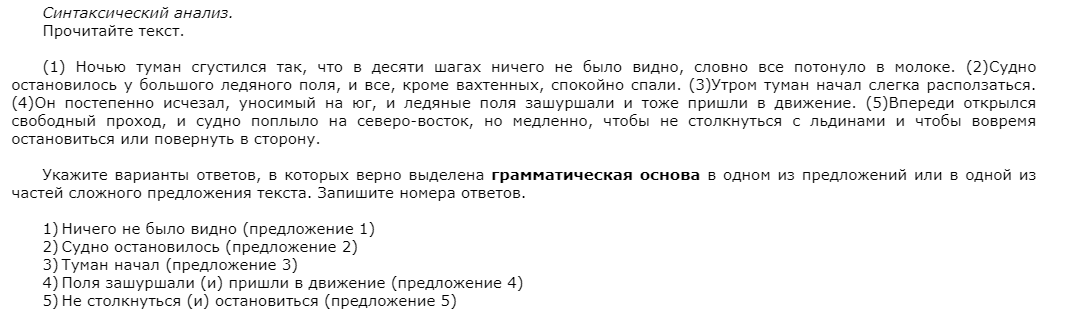 Синтаксический анализ.
Прочитайте текст.
(1) Ночью туман сгустился так, что в десяти шагах ничего не было видно, словно все потонуло в молоке. (2)Судно
остановилось у большого ледяного поля, и все, кроме вахтенных, спокойно спали. (3)Утром туман начал слегка расползаться.
(4)Он постепенно исчезал, уносимый на юг, и ледяные поля зашуршали и тоже пришли в движение. (5)Впереди открылся
свободный проход, и судно поплыло на северо-восток, но медленно, чтобы не столкнуться с льдинами и чтобы вовремя
остановиться или повернуть в сторону.
Укажите варианты ответов, в которых верно выделена грамматическая основа в одном из предложений или в одной из
частей сложного предложения текста. Запишите номера ответов.
1) Ничего не было видно (предложение 1)
2) Судно остановилось (предложение 2)
3) Туман начал (предложение 3)
4) Поля зашуршали (и) пришли в движение (предложение 4)
5) Не столкнуться (и) остановиться (предложение 5)